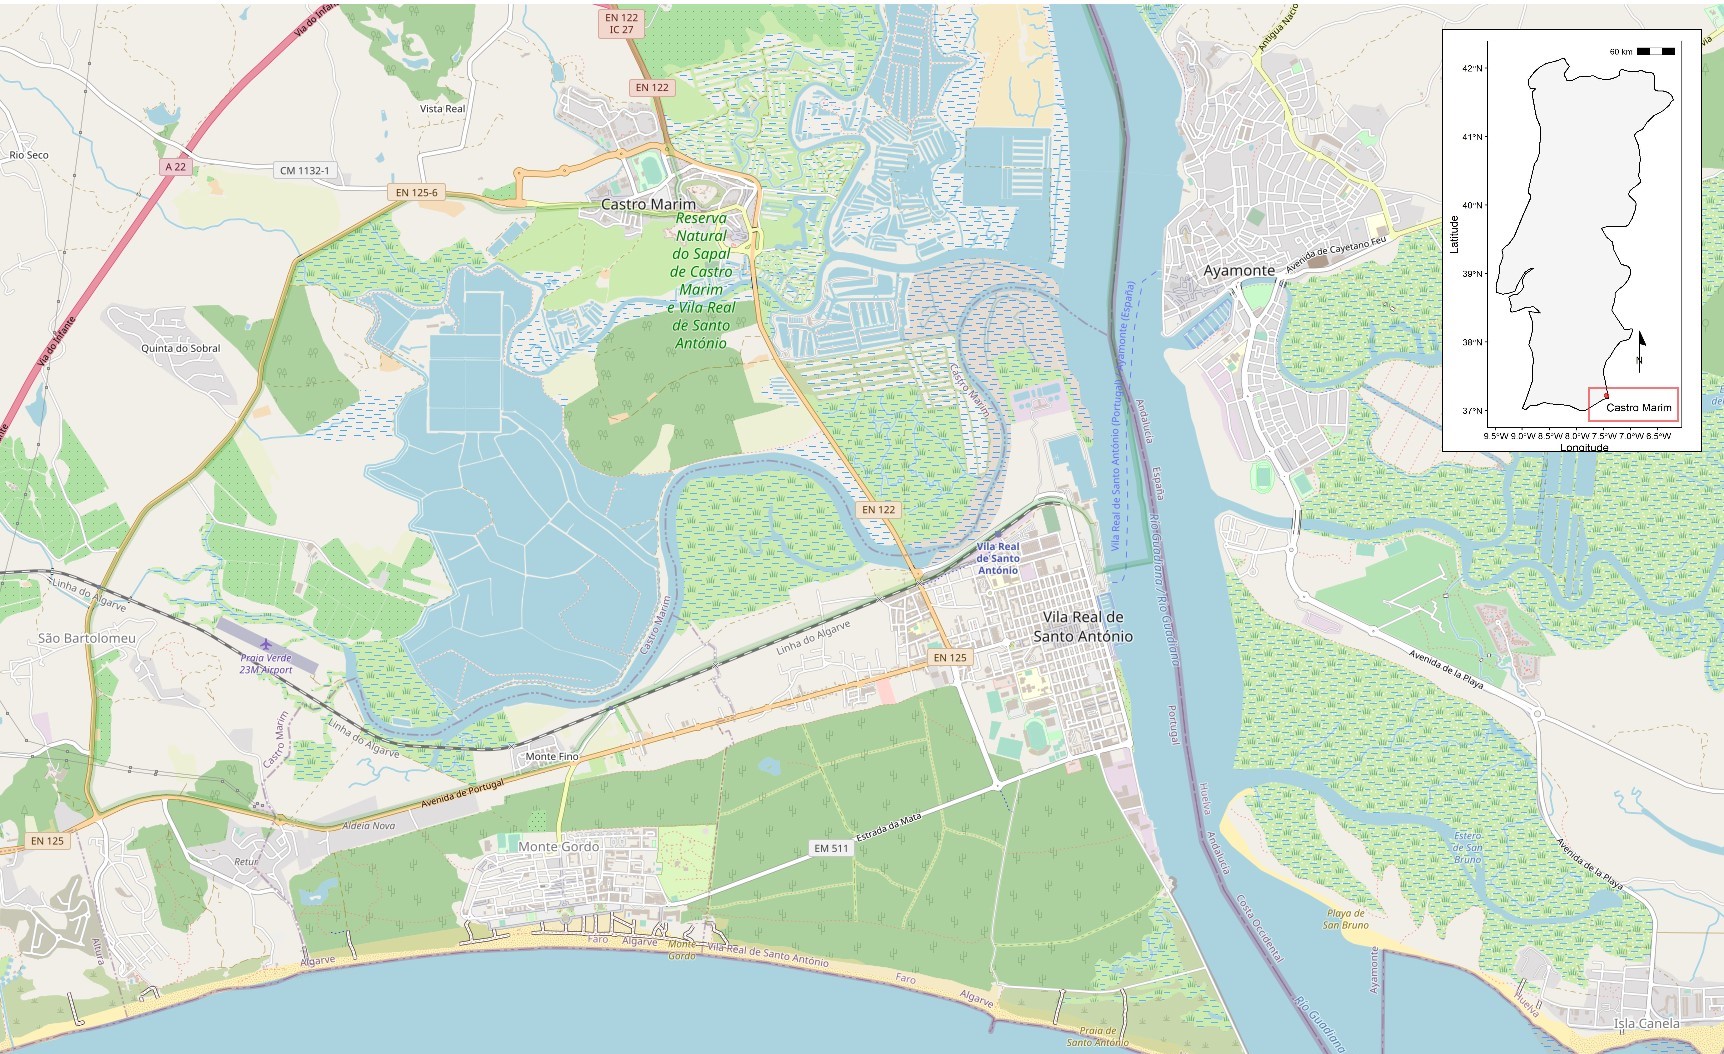 Via do Infante
EN 122
IC 27
Antigua Nacio
via
60 km
42°N
EN 122
Vista Real
41°N
Rio Seco
A 22
CM 1132-1
EN 125-6
Castro Marim
40°N
Reserva
Natural
do Sapal
de Castro
Marim
e Vila Real
de Santo
António
Latitude
Avenida de Cayetano Feu
Ayamonte
39°N
Via do Infante
Quinta do Sobral
Vila Real de Santo António (Portugal) - Ayamonte (España)
38°N
N
Castro Marim
37°N
Castro Marim
9.5°W 9.0°W 8.5°W 8.0°W 7.5°W 7.0°W 6.5°W
Longitude
Andalucía
España
EN 122
Río Guadiana / Rio Guadiana
Vila Real
de Santo
António
Linha do Algarve
Castro Marim
Vila Real de
Santo António
São Bartolomeu
Linha do Algarve
Praia Verde
23M Airport
EN 125
Avenida de la Playa
Castro Marim
Linha do Algarve
Portugal
Monte Fino
Avenida de Portugal
Huelva
Aldeia Nova
Estrada da Mata
EN 125
Monte Gordo
EM 511
Andalucía
Estero
de San
Bruno
Avenida de la Playa
Retur
Playa de
San Bruno
Costa Occidental
Altura
Faro
Algarve
Monte
Gordo
Vila Real de Santo António
Algarve
Faro
Algarve
Ayamonte
Huelva
Río Guadiana
Isla Canela
Praia de
Santo António